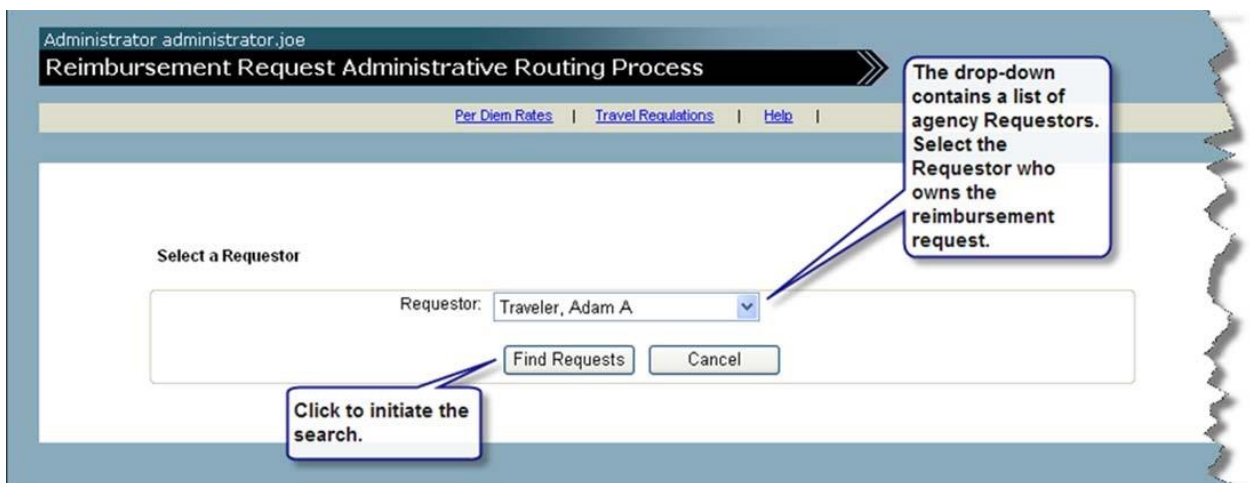 Administrator administrator.joe
Reimbursement Request Administrative Routing Process
Per Diem Rates | Travel Regulations | Help |
The drop-down
contains a list of
agency Requestors.
Select the
Requestor who
owns the
reimbursement
request.
Select a Requestor
Requestor: Traveler, Adam A
Find Requests Cancel
Click to initiate the
search.